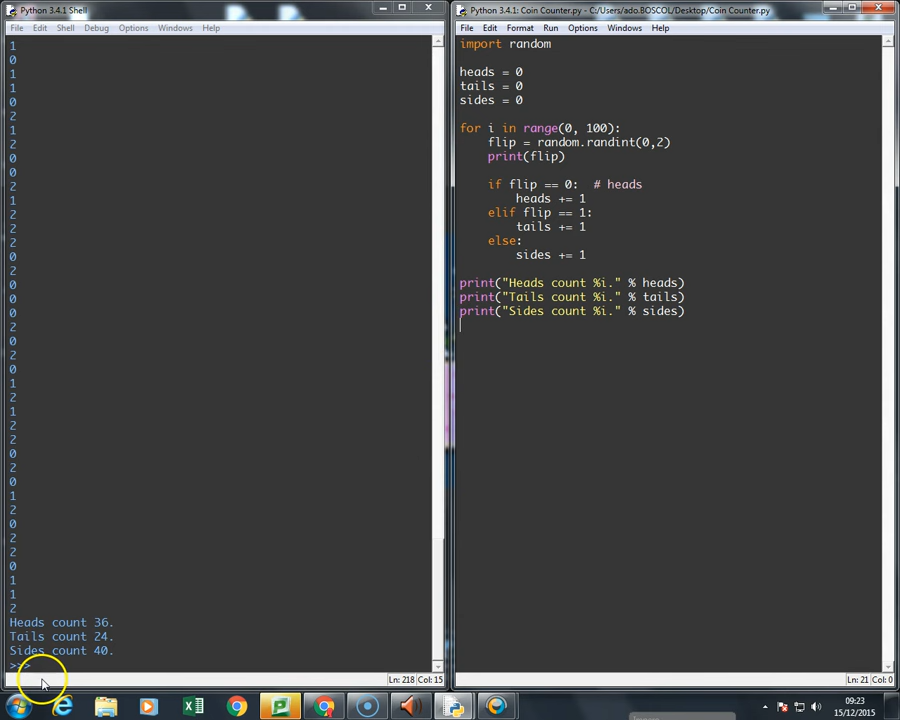 Python 3.4.1 Shell
File Edit Shell Debug Options Windows Help
1
0
1
1
0
2
1
2
0
0
2
1
2
2
2
0
2
0
0
0
2
0
2
0
1
2
1
2
2
0
2
0
1
2
0
2
2
0
1
1
2
Heads count 36.
Tails count 24.
Sides count 40.
>>>
Ln: 218 Col: 15
Python 3.4.1: Coin Counter.py - C:/Users/ado.BOSCOL/Desktop/Coin Counter.py
File Edit Format Run Options Windows Help
import random
heads = 0
tails = 0
sides = 0
for i in range(0, 100):
flip = random.randint(0,2)
print(flip)
if flip == 0: # heads
heads += 1
elif flip == 1:
tails += 1
else:
sides += 1
print("Heads count %i." % heads)
print("Tails count %i." % tails)
print("Sides count %i." % sides)
Ln: 21 Col: 0
09:23
15/12/2015